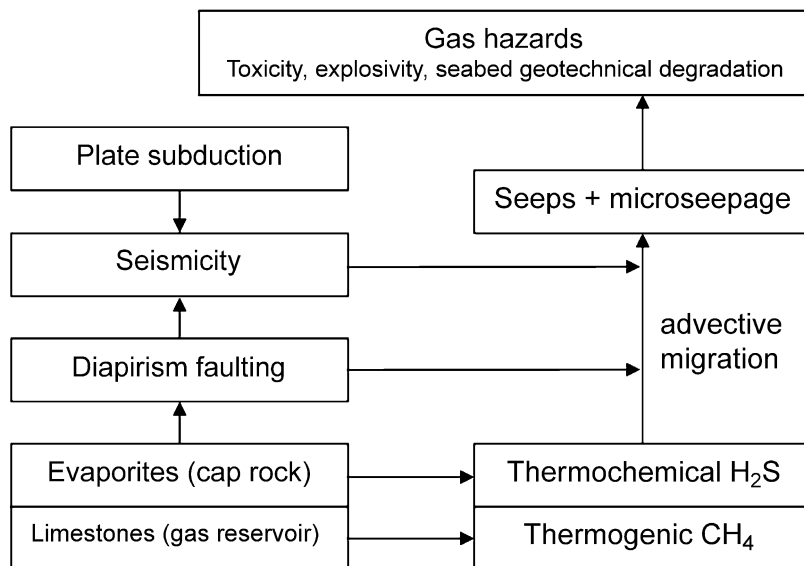 Gas hazards
Toxicity, explosivity, seabed geotechnical degradation
Plate subduction
Seeps + microseepage
Seismicity
advective
migration
Diapirism faulting
Evaporites (cap rock)
Thermochemical H₂S
Limestones (gas reservoir)
Thermogenic CH₄